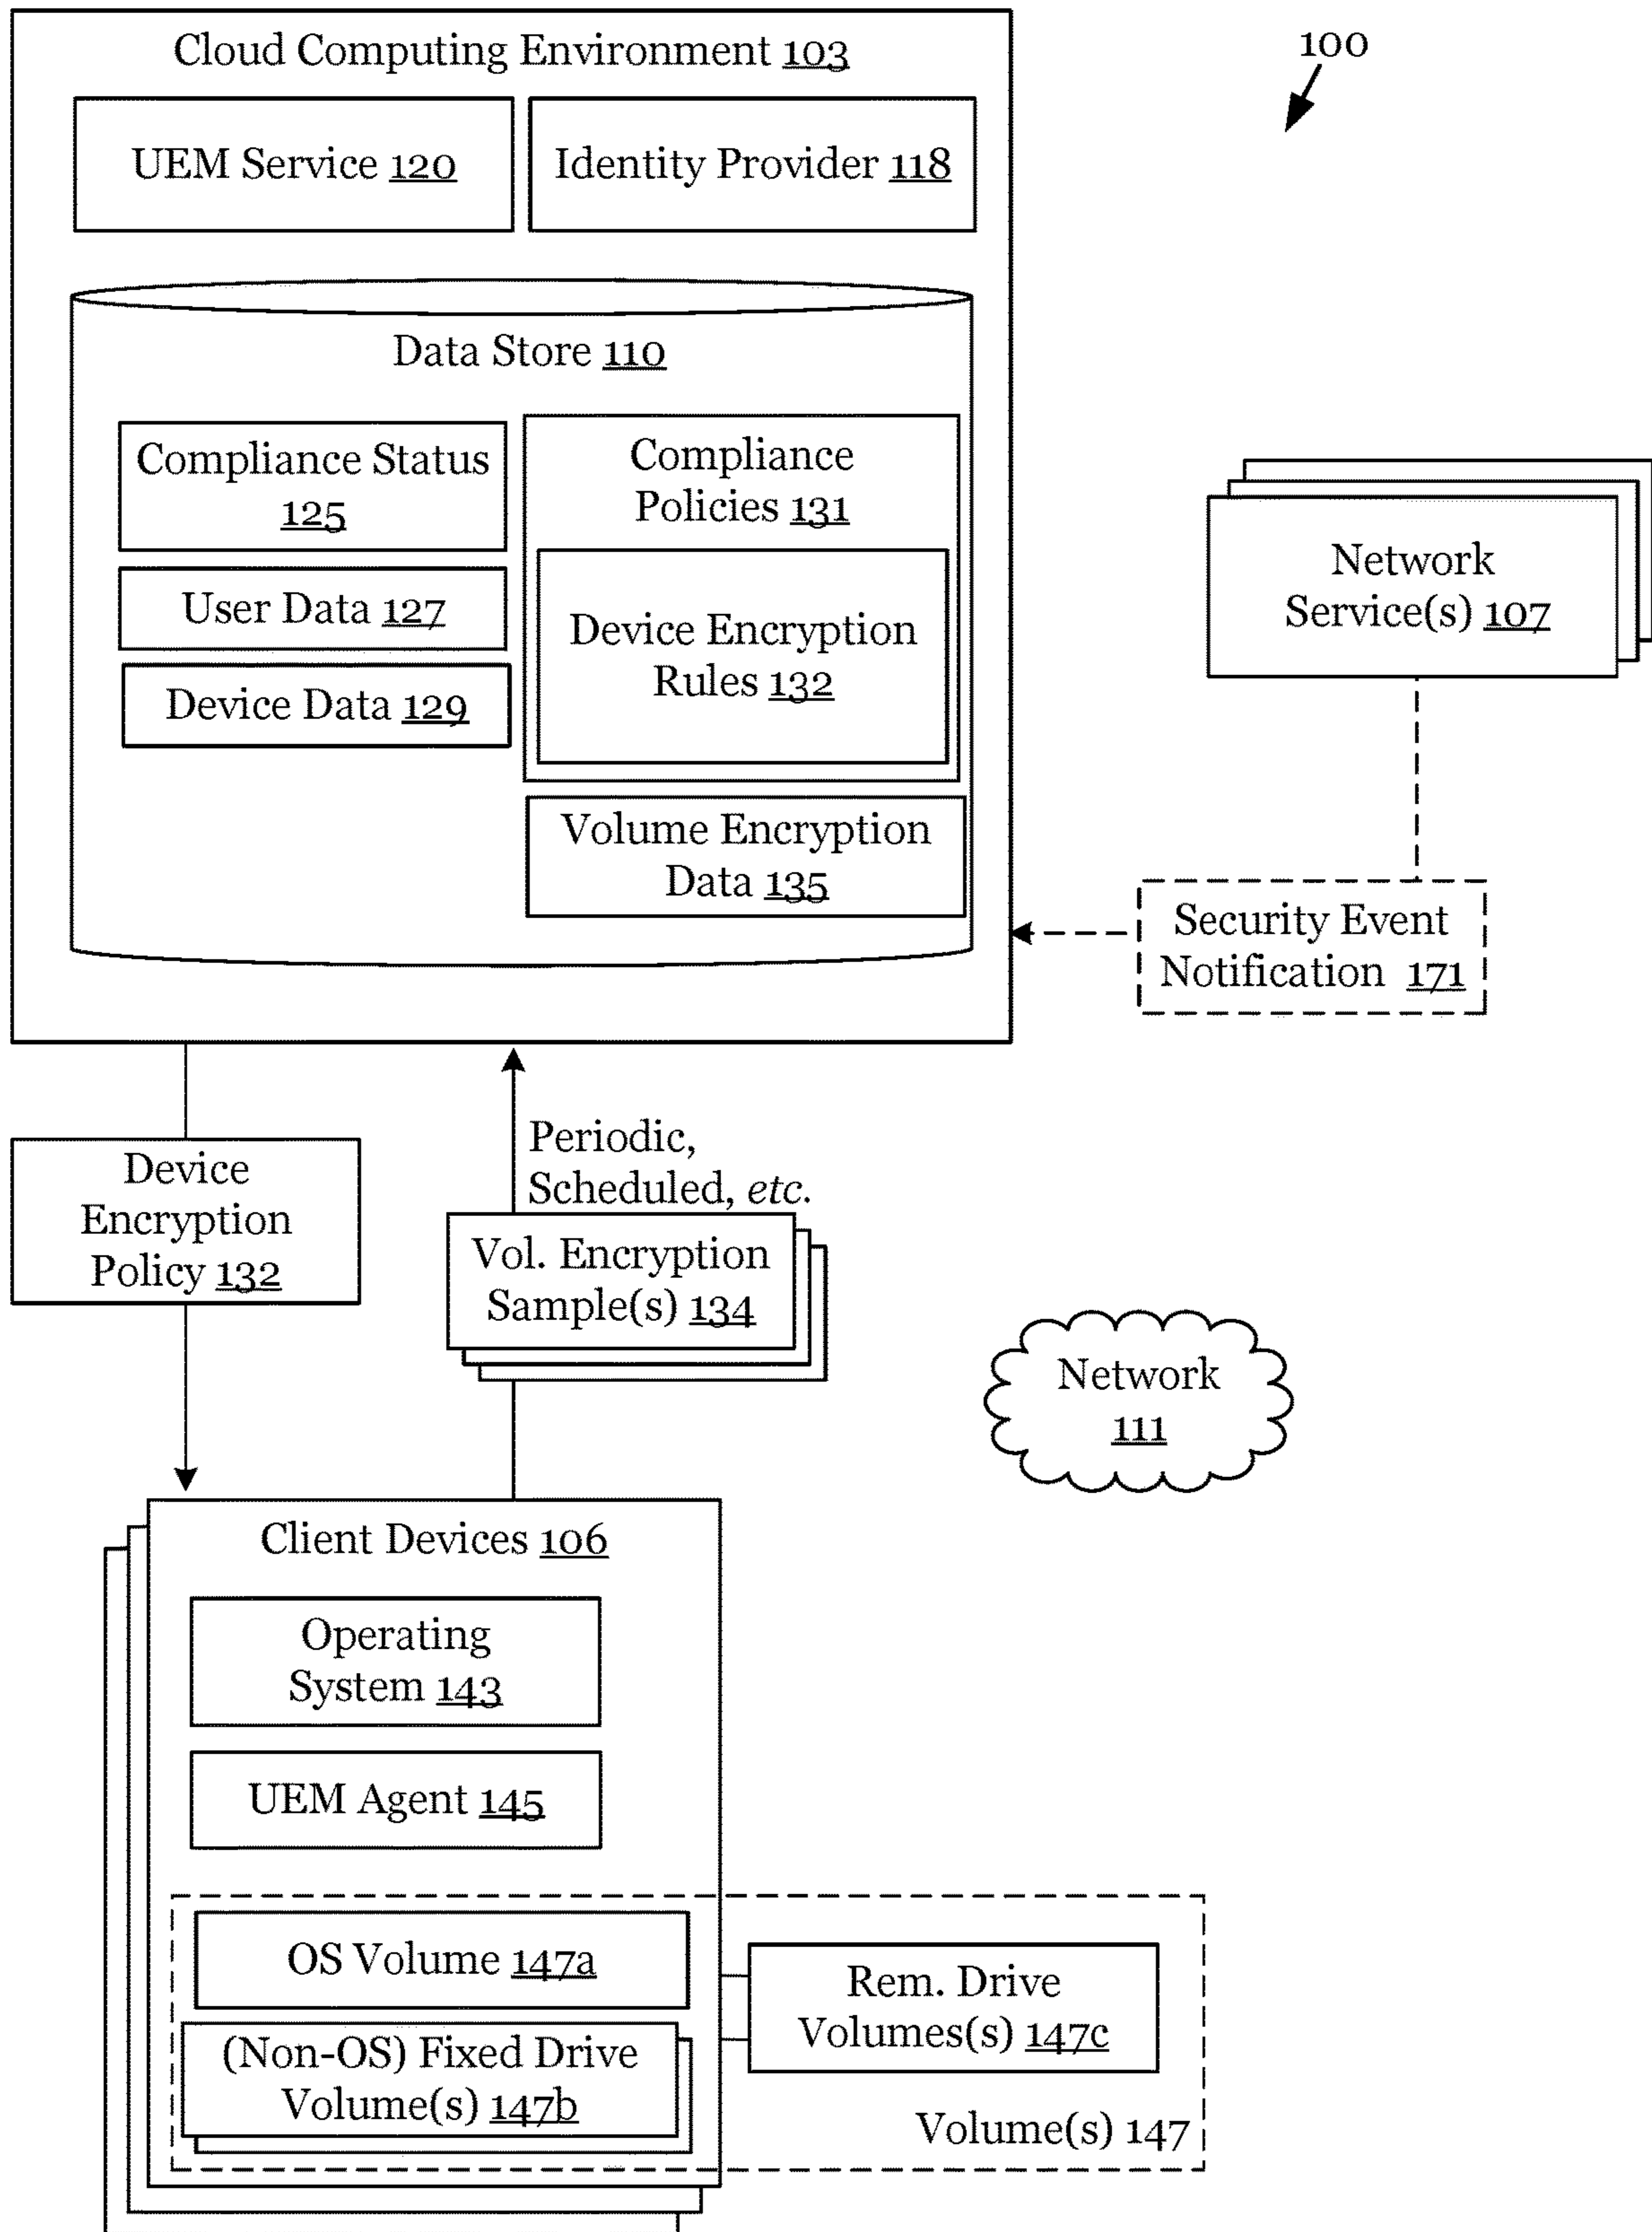 Cloud Computing Environment 103
100
UEM Service 120
Identity Provider 118
Data Store 110
Compliance Status
125
User Data 127
Device Data 129
Compliance
Policies 131
Device Encryption
Rules 132
Volume Encryption
Data 135
Network
Service(s) 107
Security Event
Notification 171
Device
Encryption
Policy 132
Periodic,
Scheduled, etc.
Vol. Encryption
Sample(s) 134
Network
111
Client Devices 106
Operating
System 143
UEM Agent 145
OS Volume 147a
(Non-OS) Fixed Drive
Volume(s) 147b
Rem. Drive
Volumes(s) 147c
Volume(s) 147